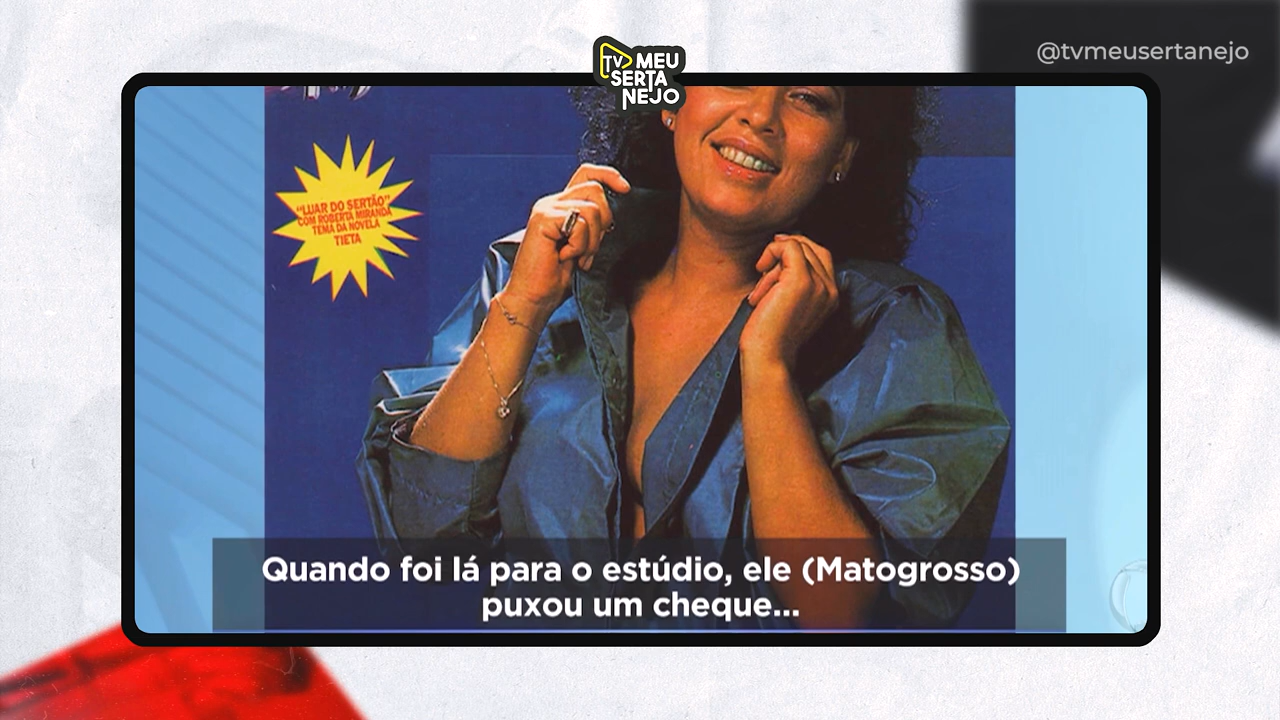 @tvmeusertanejo
TV MEU
SERTA
NEJO
"LUAR DO SERTÃO"
COM ROBERTA MIRANDA
TEMA DA NOVELA
TIETA
Quando foi lá para o estúdio, ele (Matogrosso)
puxou um cheque...